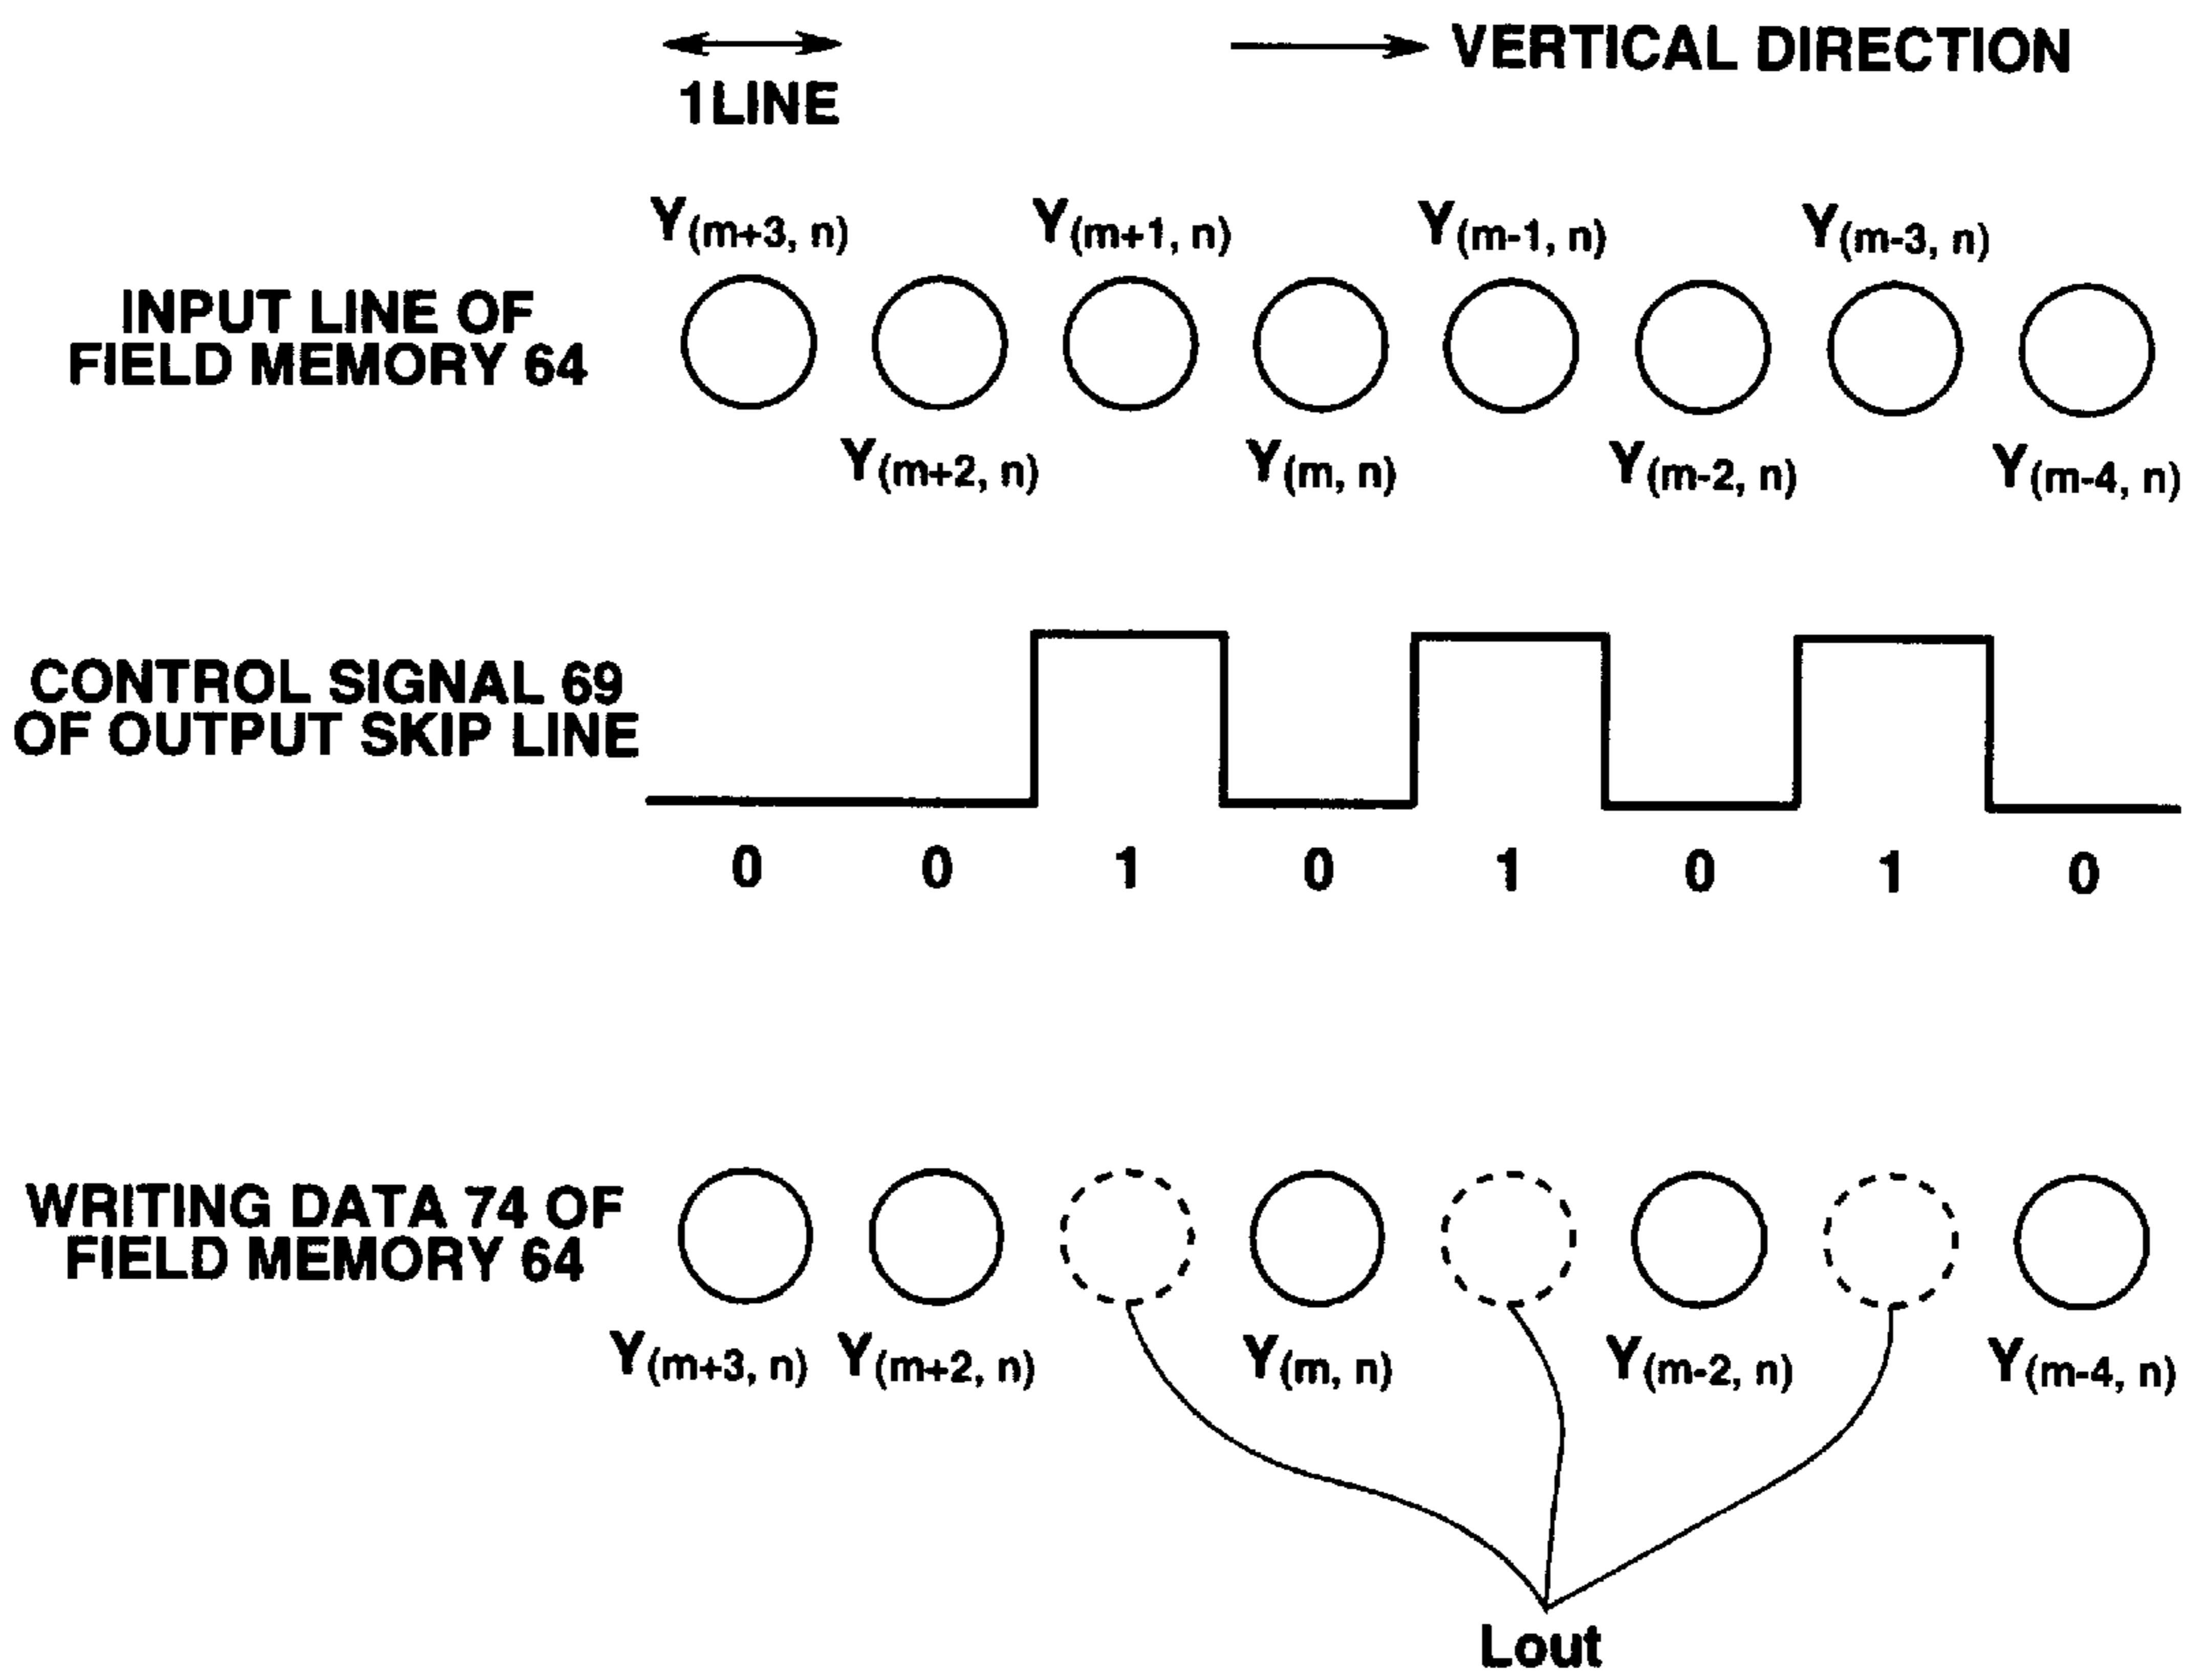 VERTICAL DIRECTION
1LINE
Y(m+3, n) Y(m+1, n) Y(m-1, n) Y(m-3, n)
INPUT LINE OF
FIELD MEMORY 64
Y(m+2, n) Y(m, n) Y(m-2, n) Y(m-4, n)
CONTROL SIGNAL 69
OF OUTPUT SKIP LINE
0 0 1 0 1 0 1 0
WRITING DATA 74 OF
FIELD MEMORY 64
Y(m+3, n) Y(m+2, n) Y(m, n) Y(m-2, n) Y(m-4, n)
Lout